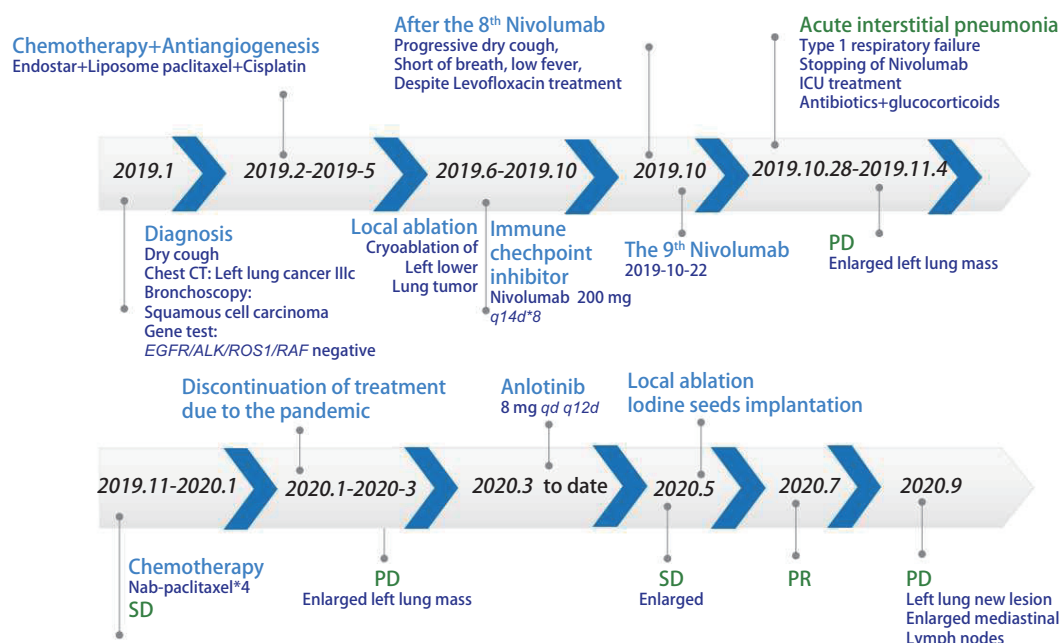 Chemotherapy+Antiangiogenesis
Endostar+Liposome paclitaxel+Cisplatin
After the 8th Nivolumab
Progressive dry cough,
Short of breath, low fever,
Despite Levofloxacin treatment
Acute interstitial pneumonia
Type 1 respiratory failure
Stopping of Nivolumab
ICU treatment
Antibiotics+glucocorticoids
2019.1
2019.2-2019-5
2019.6-2019.10
2019.10
2019.10.28-2019.11.4
Diagnosis
Dry cough
Chest CT: Left lung cancer IIIc
Bronchoscopy:
Squamous cell carcinoma
Gene test:
EGFR/ALK/ROS1/RAF negative
Local ablation
Cryoablation of
Left lower
Lung tumor
Immune
chechpoint
inhibitor
Nivolumab 200 mg
q14d*8
The 9th Nivolumab
2019-10-22
PD
Enlarged left lung mass
Discontinuation of treatment
due to the pandemic
Anlotinib
8 mg qd q12d
Local ablation
Iodine seeds implantation
2019.11-2020.1
2020.1-2020-3
2020.3 to date
2020.5
2020.7
2020.9
Chemotherapy
Nab-paclitaxel*4
SD
PD
Enlarged left lung mass
SD
Enlarged
PR
PD
Left lung new lesion
Enlarged mediastinal
Lymph nodes